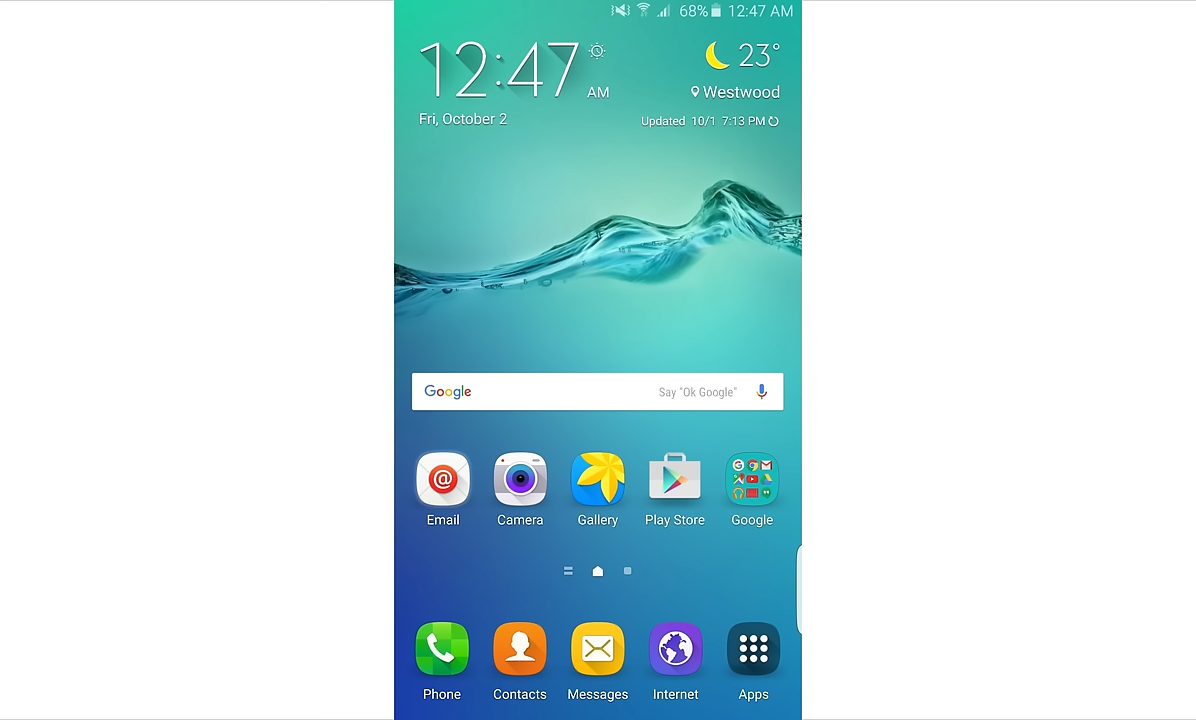 68% 12:47 AM
12:47 AM
23°
Westwood
Fri, October 2
Updated 10/1 7:13 PM
Google Say "Ok Google"
Email Camera Gallery Play Store Google
Phone Contacts Messages Internet Apps